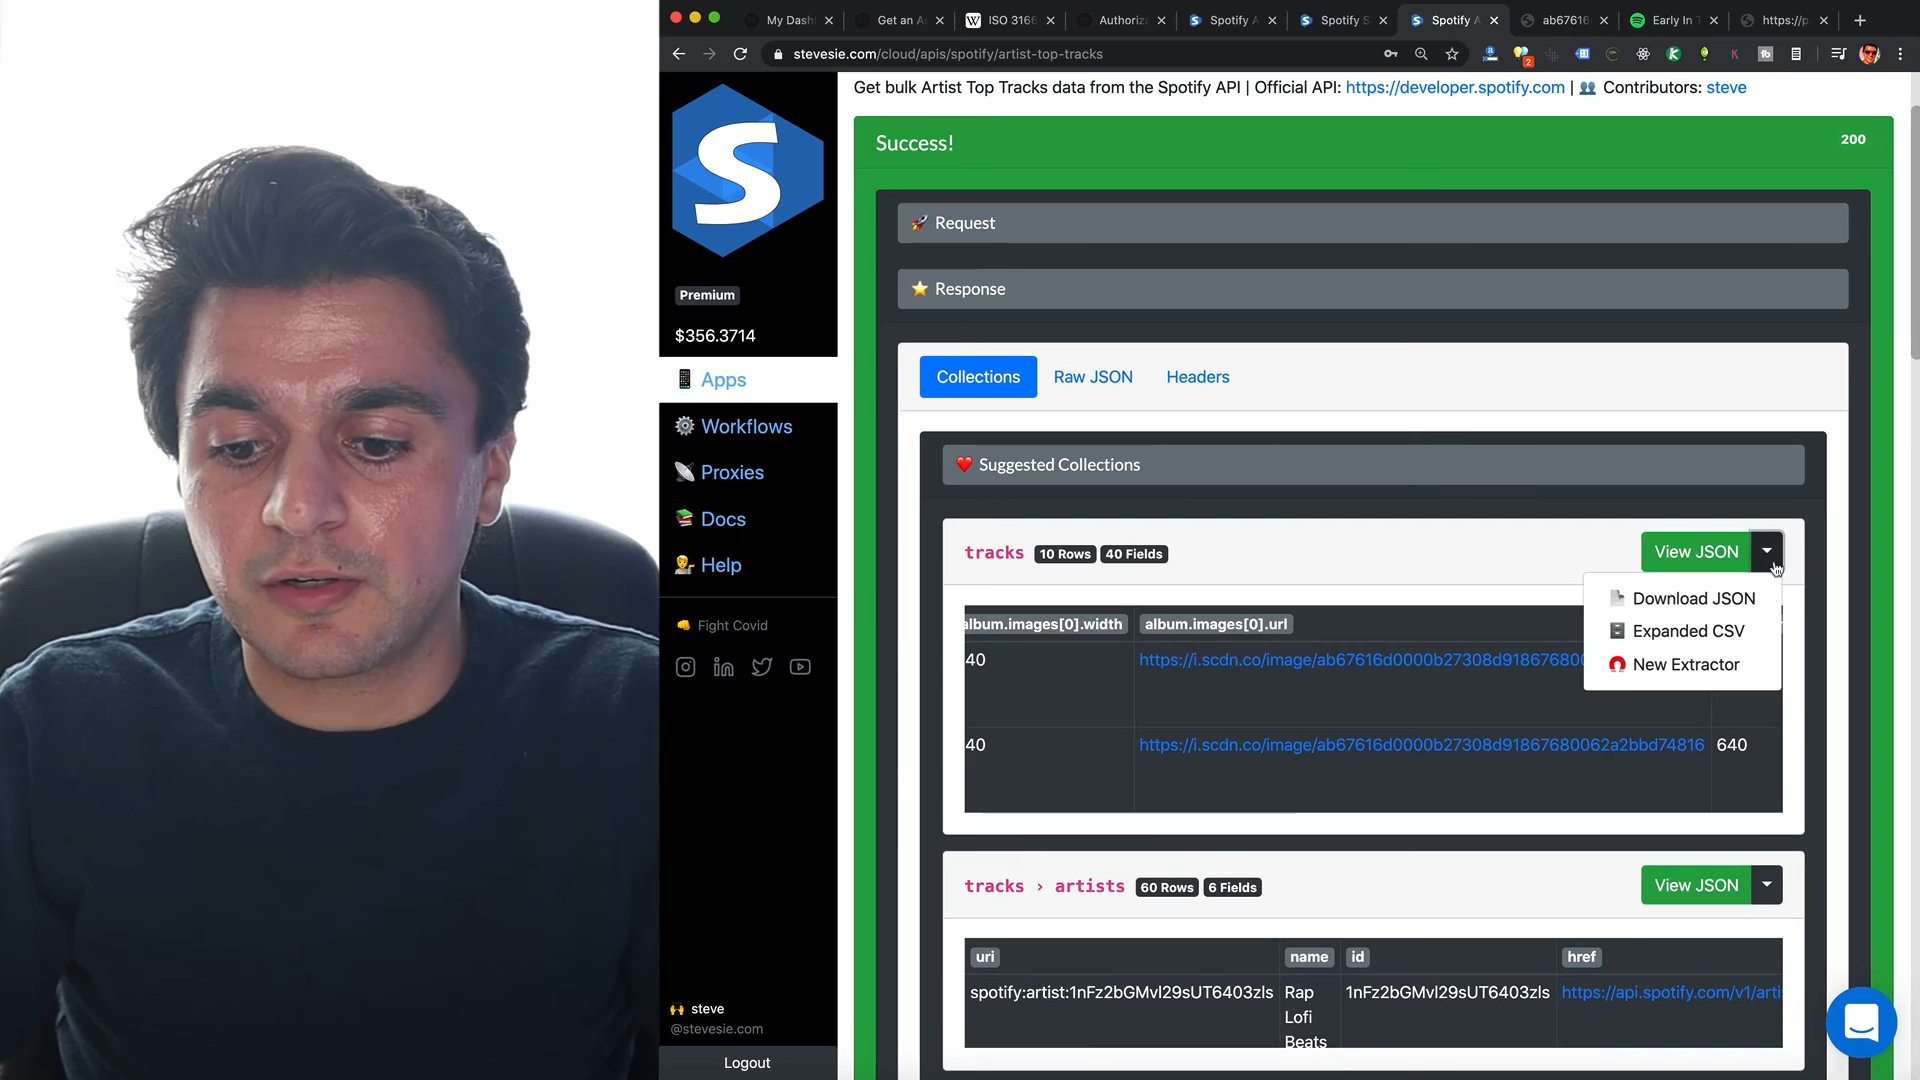 My Dash
Get an A
ISO 3166
Authoriz
Spotify A
Spotify S
Spotify A
ab67616
Early In T
https://p
stevesie.com/cloud/apis/spotify/artist-top-tracks
2
Get bulk Artist Top Tracks data from the Spotify API | Official API: https://developer.spotify.com | Contributors: steve
S
Premium
$356.3714
Apps
Workflows
Proxies
Docs
Help
Fight Covid
steve
@stevesie.com
Logout
Success!
200
Request
Response
Collections
Raw JSON
Headers
Suggested Collections
tracks 10 Rows 40 Fields
View JSON
Download JSON
Expanded CSV
New Extractor
album.images[0].width
album.images[0].url
40
https://i.scdn.co/image/ab67616d0000b27308d918676800
40
https://i.scdn.co/image/ab67616d0000b27308d91867680062a2bbd74816
640
tracks › artists 60 Rows 6 Fields
View JSON
uri
name
id
href
spotify:artist:1nFz2bGMvl29sUT6403zls
Rap
Lofi
Beats
1nFz2bGMvl29sUT6403zls
https://api.spotify.com/v1/arti